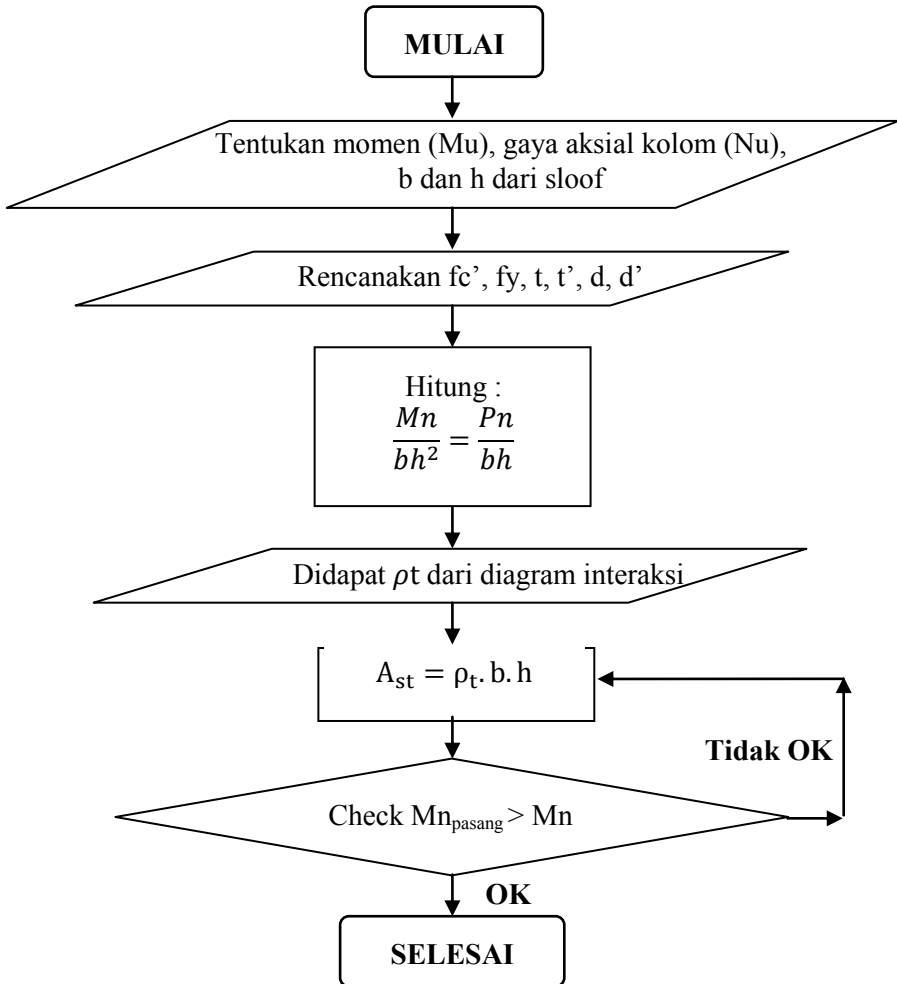 MULAI
Tentukan momen (Mu), gaya aksial kolom (Nu),
b dan h dari sloof
Rencanakan fc’, fy, t, t’, d, d’
Hitung :
Mn/bh² = Pn/bh
Didapat ρt dari diagram interaksi
Aₛₜ = ρₜ. b. h
Tidak OK
Check Mnpasang > Mn
OK
SELESAI